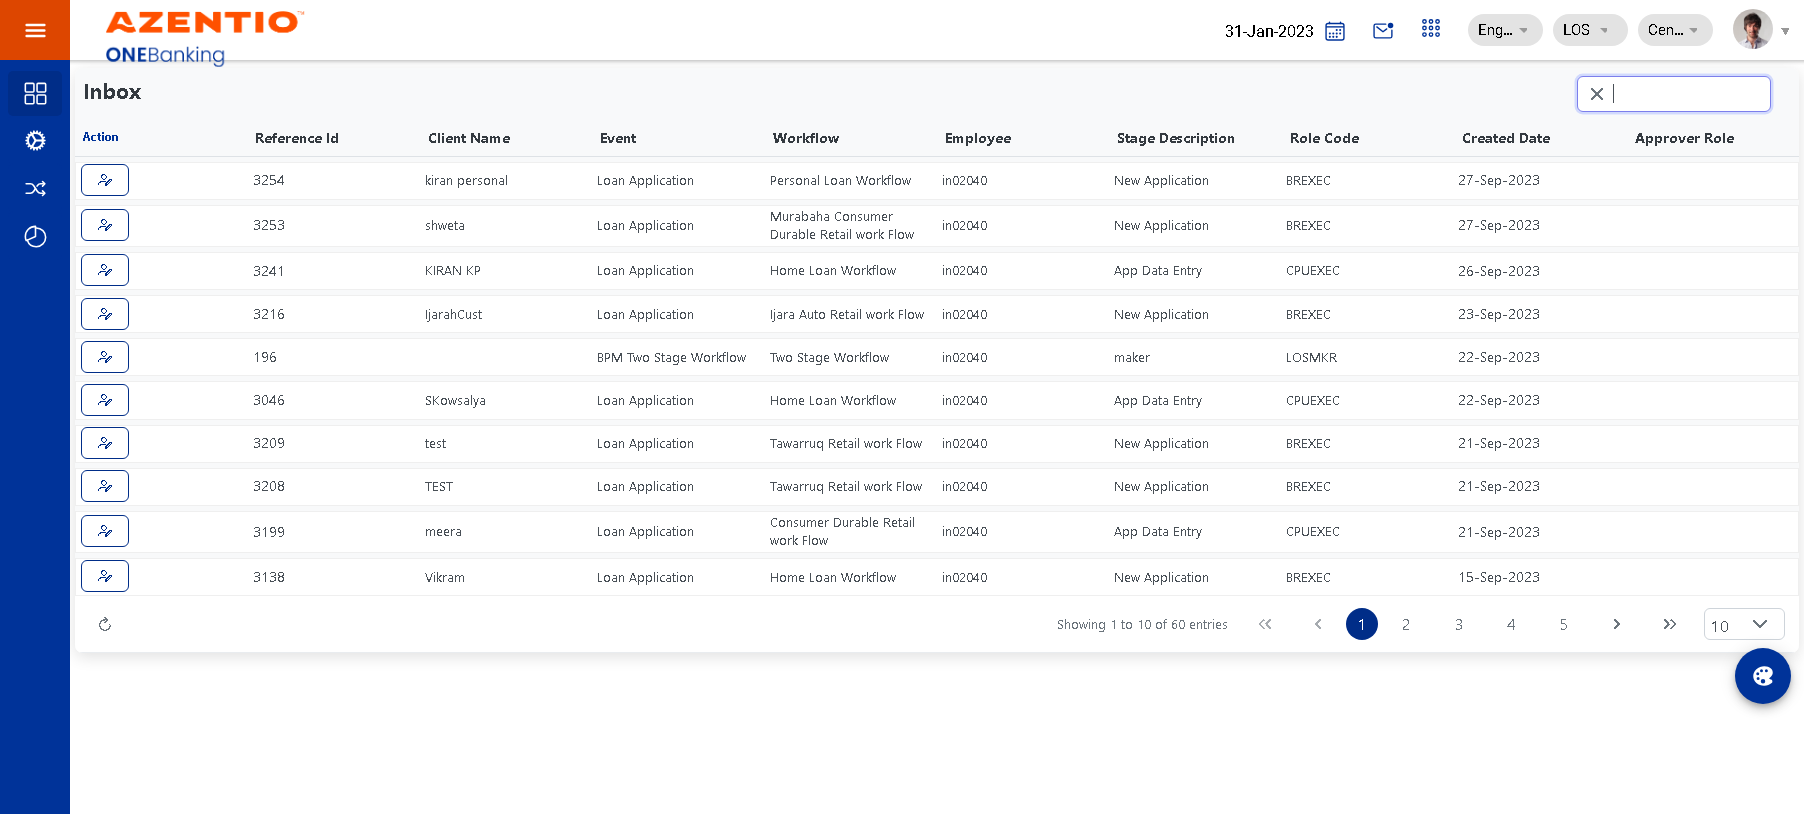 AZENTIO™
ONEBanking
31-Jan-2023
Eng...
LOS
Cen...
Inbox
Action Reference Id Client Name Event Workflow Employee Stage Description Role Code Created Date Approver Role
3254 kiran personal Loan Application Personal Loan Workflow in02040 New Application BREXEC 27-Sep-2023
3253 shweta Loan Application Murabaha Consumer
Durable Retail work Flow in02040 New Application BREXEC 27-Sep-2023
3241 KIRAN KP Loan Application Home Loan Workflow in02040 App Data Entry CPUEXEC 26-Sep-2023
3216 IjarahCust Loan Application Ijara Auto Retail work Flow in02040 New Application BREXEC 23-Sep-2023
196 BPM Two Stage Workflow Two Stage Workflow in02040 maker LOSMKR 22-Sep-2023
3046 SKowsalya Loan Application Home Loan Workflow in02040 App Data Entry CPUEXEC 22-Sep-2023
3209 test Loan Application Tawarruq Retail work Flow in02040 New Application BREXEC 21-Sep-2023
3208 TEST Loan Application Tawarruq Retail work Flow in02040 New Application BREXEC 21-Sep-2023
3199 meera Loan Application Consumer Durable Retail
work Flow in02040 App Data Entry CPUEXEC 21-Sep-2023
3138 Vikram Loan Application Home Loan Workflow in02040 New Application BREXEC 15-Sep-2023
Showing 1 to 10 of 60 entries 1 2 3 4 5 10